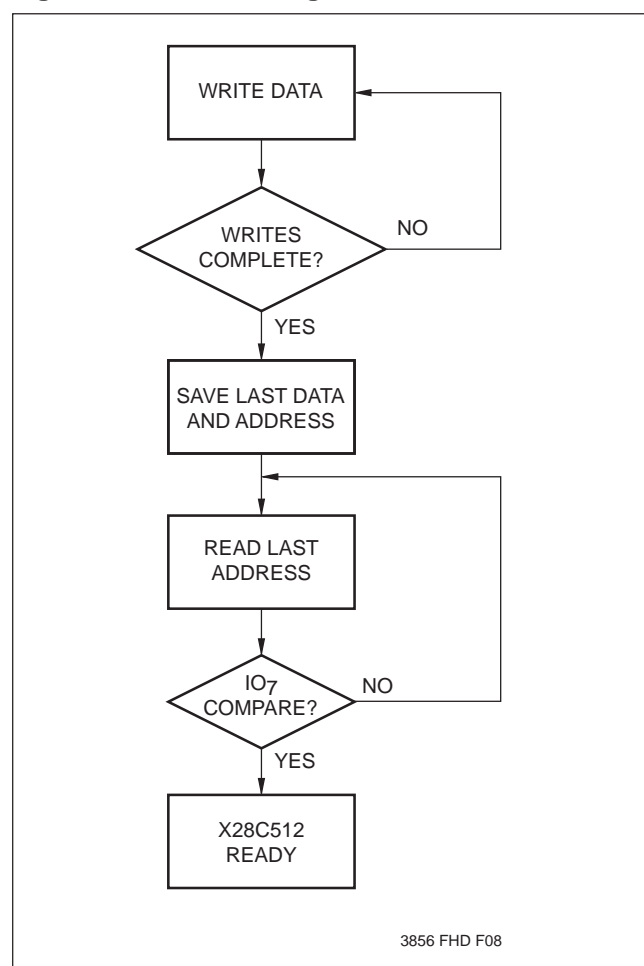 WRITE DATA
NO
WRITES
COMPLETE?
YES
SAVE LAST DATA
AND ADDRESS
READ LAST
ADDRESS
IO7
COMPARE?
NO
YES
X28C512
READY
3856 FHD F08